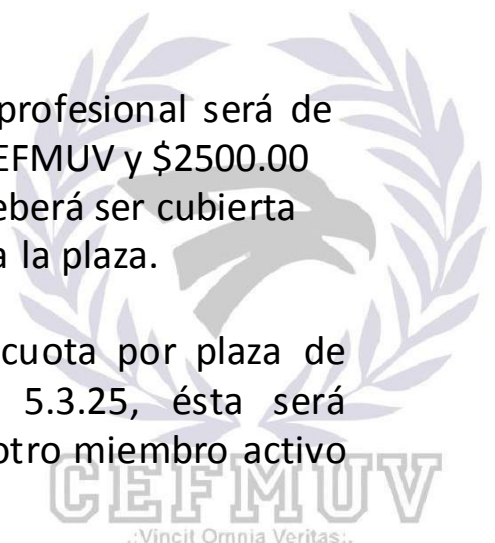 profesional será de
EFMUV y $2500.00
eberá ser cubierta
a la plaza.
cuota por plaza de
5.3.25, ésta será
otro miembro activo
CEFMUV
.:Vincit Omnia Veritas:.